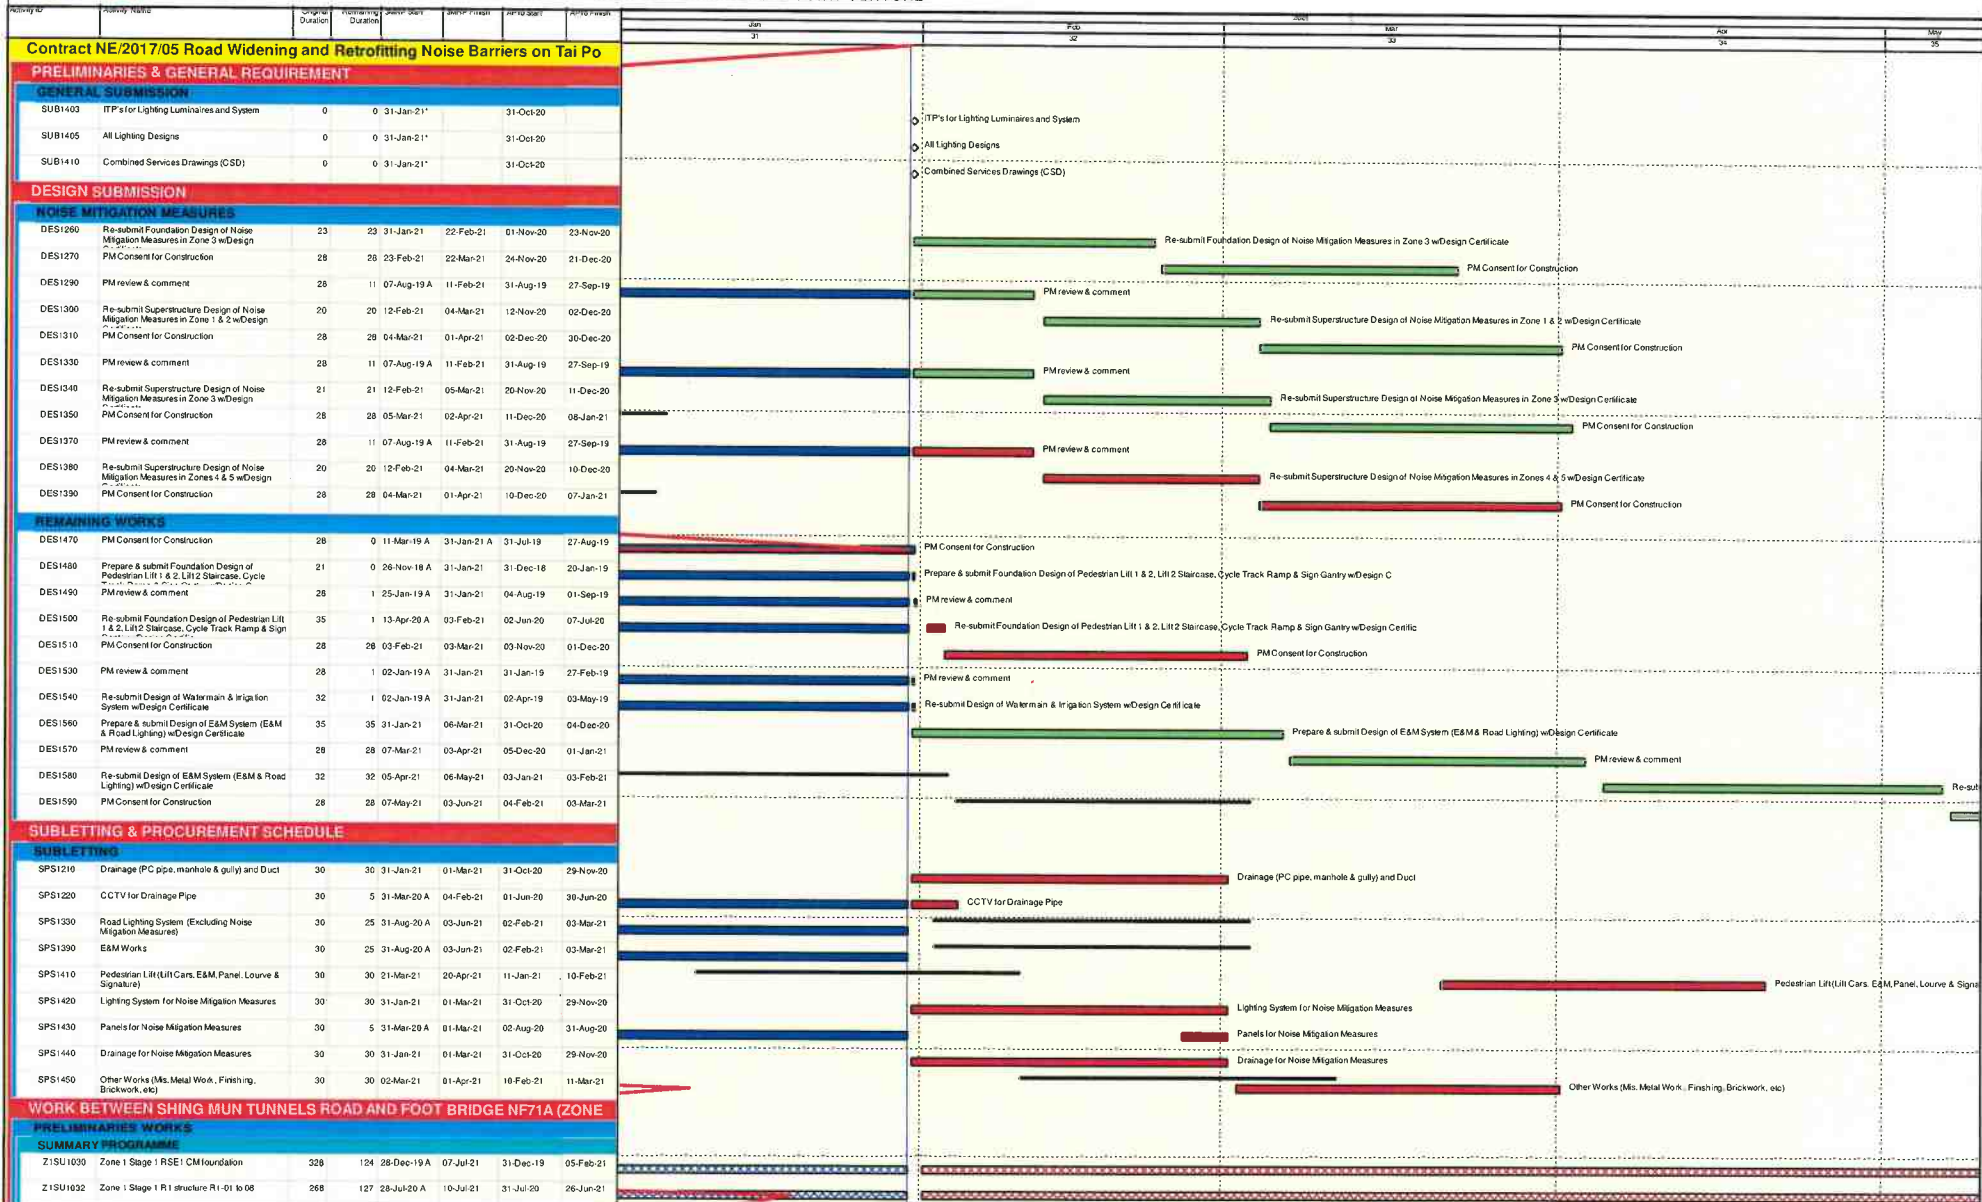 Activity ID Activity Name Original Duration Remaining Duration 3MRP Start 3MRP Finish AP10 Start AP10 Finish
2021
Jan Feb Mar Apr May
31 32 33 34 35
Contract NE/2017/05 Road Widening and Retrofitting Noise Barriers on Tai Po
PRELIMINARIES & GENERAL REQUIREMENT
GENERAL SUBMISSION
SUB1403 ITP's for Lighting Luminaires and System 0 0 31-Jan-21* 31-Oct-20
ITP's for Lighting Luminaires and System
SUB1405 All Lighting Designs 0 0 31-Jan-21* 31-Oct-20
All Lighting Designs
SUB1410 Combined Services Drawings (CSD) 0 0 31-Jan-21* 31-Oct-20
Combined Services Drawings (CSD)
DESIGN SUBMISSION
NOISE MITIGATION MEASURES
DES1260 Re-submit Foundation Design of Noise 23 23 31-Jan-21 22-Feb-21 01-Nov-20 23-Nov-20
Mitigation Measures in Zone 3 w/Design
Re-submit Foundation Design of Noise Mitigation Measures in Zone 3 w/Design Certificate
DES1270 PM Consent for Construction 28 28 23-Feb-21 22-Mar-21 24-Nov-20 21-Dec-20
PM Consent for Construction
DES1290 PM review & comment 28 11 07-Aug-19 A 11-Feb-21 31-Aug-19 27-Sep-19
PM review & comment
DES1300 Re-submit Superstructure Design of Noise 20 20 12-Feb-21 04-Mar-21 12-Nov-20 02-Dec-20
Mitigation Measures in Zone 1 & 2 w/Design
Re-submit Superstructure Design of Noise Mitigation Measures in Zone 1 & 2 w/Design Certificate
DES1310 PM Consent for Construction 28 28 04-Mar-21 01-Apr-21 02-Dec-20 30-Dec-20
PM Consent for Construction
DES1330 PM review & comment 28 11 07-Aug-19 A 11-Feb-21 31-Aug-19 27-Sep-19
PM review & comment
DES1340 Re-submit Superstructure Design of Noise 21 21 12-Feb-21 05-Mar-21 20-Nov-20 11-Dec-20
Mitigation Measures in Zone 3 w/Design
Re-submit Superstructure Design of Noise Mitigation Measures in Zone 3 w/Design Certificate
DES1350 PM Consent for Construction 28 28 05-Mar-21 02-Apr-21 11-Dec-20 08-Jan-21
PM Consent for Construction
DES1370 PM review & comment 28 11 07-Aug-19 A 11-Feb-21 31-Aug-19 27-Sep-19
PM review & comment
DES1380 Re-submit Superstructure Design of Noise 20 20 12-Feb-21 04-Mar-21 20-Nov-20 10-Dec-20
Mitigation Measures in Zones 4 & 5 w/Design
Re-submit Superstructure Design of Noise Mitigation Measures in Zones 4 & 5 w/Design Certificate
DES1390 PM Consent for Construction 28 28 04-Mar-21 01-Apr-21 10-Dec-20 07-Jan-21
PM Consent for Construction
REMAINING WORKS
DES1470 PM Consent for Construction 28 0 11-Mar-19 A 31-Jan-21 A 31-Jul-19 27-Aug-19
PM Consent for Construction
DES1480 Prepare & submit Foundation Design of 21 0 26-Nov-18 A 31-Jan-21 31-Dec-18 20-Jan-19
Pedestrian Lift 1 & 2, Lift 2 Staircase, Cycle
Prepare & submit Foundation Design of Pedestrian Lift 1 & 2, Lift 2 Staircase, Cycle Track Ramp & Sign Gantry w/Design C
DES1490 PM review & comment 28 1 25-Jan-19 A 31-Jan-21 04-Aug-19 01-Sep-19
PM review & comment
DES1500 Re-submit Foundation Design of Pedestrian Lift 35 1 13-Apr-20 A 03-Feb-21 02-Jun-20 07-Jul-20
1 & 2, Lift 2 Staircase, Cycle Track Ramp & Sign
Re-submit Foundation Design of Pedestrian Lift 1 & 2, Lift 2 Staircase, Cycle Track Ramp & Sign Gantry w/Design Certific
DES1510 PM Consent for Construction 28 28 03-Feb-21 03-Mar-21 03-Nov-20 01-Dec-20
PM Consent for Construction
DES1530 PM review & comment 28 1 02-Jan-19 A 31-Jan-21 31-Jan-19 27-Feb-19
PM review & comment
DES1540 Re-submit Design of Watermain & Irrigation 32 1 02-Jan-19 A 31-Jan-21 02-Apr-19 03-May-19
System w/Design Certificate
Re-submit Design of Watermain & Irrigation System w/Design Certificate
DES1560 Prepare & submit Design of E&M System (E&M 35 35 31-Jan-21 06-Mar-21 31-Oct-20 04-Dec-20
& Road Lighting) w/Design Certificate
Prepare & submit Design of E&M System (E&M & Road Lighting) w/Design Certificate
DES1570 PM review & comment 28 28 07-Mar-21 03-Apr-21 05-Dec-20 01-Jan-21
PM review & comment
DES1580 Re-submit Design of E&M System (E&M & Road 32 32 05-Apr-21 06-May-21 03-Jan-21 03-Feb-21
Lighting) w/Design Certificate
Re-sub
DES1590 PM Consent for Construction 28 28 07-May-21 03-Jun-21 04-Feb-21 03-Mar-21
SUBLETTING & PROCUREMENT SCHEDULE
SUBLETTING
SPS1210 Drainage (PC pipe, manhole & gully) and Duct 30 30 31-Jan-21 01-Mar-21 31-Oct-20 29-Nov-20
Drainage (PC pipe, manhole & gully) and Duct
SPS1220 CCTV for Drainage Pipe 30 5 31-Mar-20 A 04-Feb-21 01-Jun-20 30-Jun-20
CCTV for Drainage Pipe
SPS1330 Road Lighting System (Excluding Noise 30 25 31-Aug-20 A 03-Jun-21 02-Feb-21 03-Mar-21
Mitigation Measures)
SPS1390 E&M Works 30 25 31-Aug-20 A 03-Jun-21 02-Feb-21 03-Mar-21
SPS1410 Pedestrian Lift (Lift Cars, E&M, Panel, Lourve & 30 30 21-Mar-21 20-Apr-21 11-Jan-21 10-Feb-21
Signature)
Pedestrian Lift (Lift Cars, E&M, Panel, Lourve & Signa
SPS1420 Lighting System for Noise Mitigation Measures 30 30 31-Jan-21 01-Mar-21 31-Oct-20 29-Nov-20
Lighting System for Noise Mitigation Measures
SPS1430 Panels for Noise Mitigation Measures 30 5 31-Mar-20 A 01-Mar-21 02-Aug-20 31-Aug-20
Panels for Noise Mitigation Measures
SPS1440 Drainage for Noise Mitigation Measures 30 30 31-Jan-21 01-Mar-21 31-Oct-20 29-Nov-20
Drainage for Noise Mitigation Measures
SPS1450 Other Works (Mis. Metal Work, Finishing, 30 30 02-Mar-21 01-Apr-21 10-Feb-21 11-Mar-21
Brickwork, etc)
Other Works (Mis. Metal Work, Finshing, Brickwork, etc)
WORK BETWEEN SHING MUN TUNNELS ROAD AND FOOT BRIDGE NF71A (ZONE
PRELIMINARIES WORKS
SUMMARY PROGRAMME
Z1SU1030 Zone 1 Stage 1 RSE1 CM foundation 328 124 28-Dec-19 A 07-Jul-21 31-Dec-19 05-Feb-21
Z1SU1032 Zone 1 Stage 1 R1 structure R1-01 to 06 268 127 28-Jul-20 A 10-Jul-21 31-Jul-20 26-Jun-21